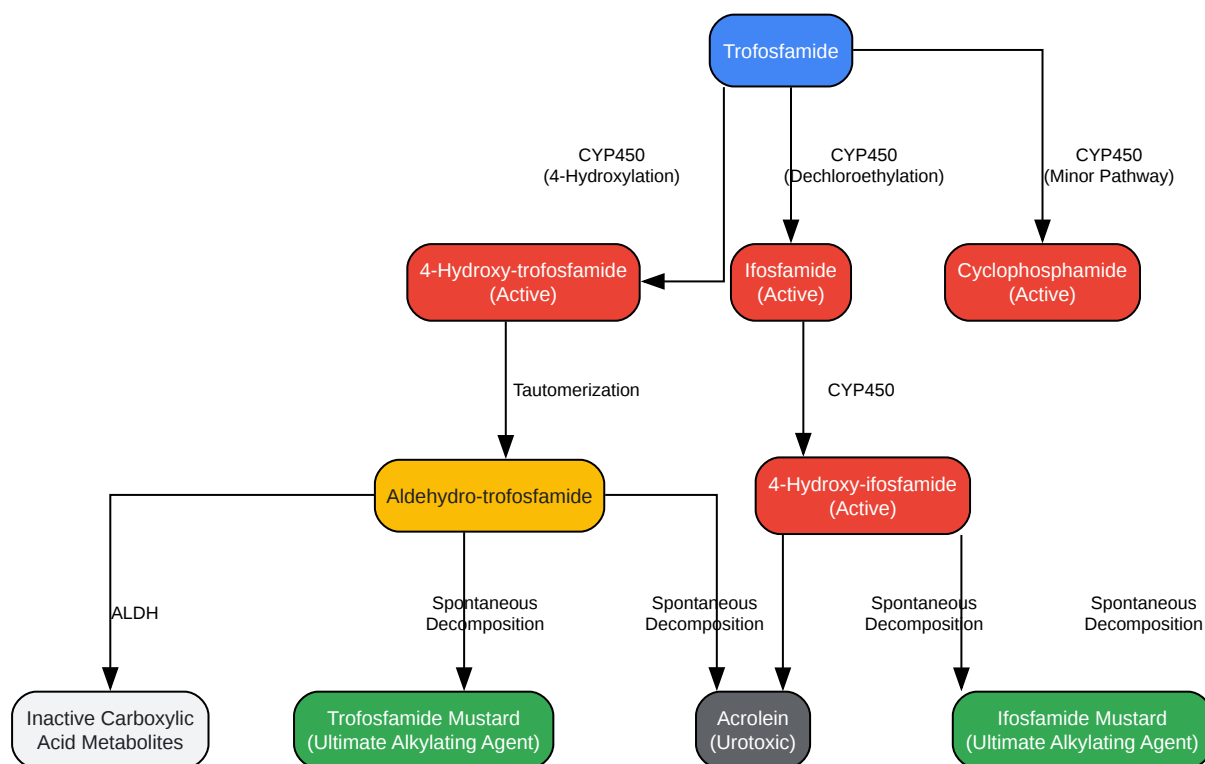 Trofosfamide
CYP450
(4-Hydroxylation)
CYP450
(Dechloroethylation)
CYP450
(Minor Pathway)
4-Hydroxy-trofosfamide
(Active)
Ifosfamide
(Active)
Cyclophosphamide
(Active)
Tautomerization
CYP450
Aldehydro-trofosfamide
4-Hydroxy-ifosfamide
(Active)
ALDH
Spontaneous
Decomposition
Spontaneous
Decomposition
Spontaneous
Decomposition
Spontaneous
Decomposition
Inactive Carboxylic
Acid Metabolites
Trofosfamide Mustard
(Ultimate Alkylating Agent)
Acrolein
(Urotoxic)
Ifosfamide Mustard
(Ultimate Alkylating Agent)